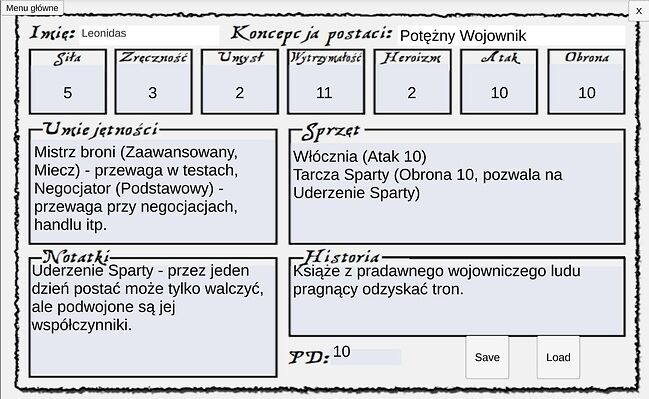 Menu główne
x
Imię: Leonidas
Koncepcja postaci: Potężny Wojownik
Siła Zręczność Umysł Wytrzymałość Heroizm Atak Obrona
5 3 2 11 2 10 10
Umiejętności
Mistrz broni (Zaawansowany,
Miecz) - przewaga w testach,
Negocjator (Podstawowy) -
przewaga przy negocjacjach,
handlu itp.
Sprzęt
Włócznia (Atak 10)
Tarcza Sparty (Obrona 10, pozwala na
Uderzenie Sparty)
Notatki
Uderzenie Sparty - przez jeden
dzień postać może tylko walczyć,
ale podwojone są jej
współczynniki.
Historia
Książe z pradawnego wojowniczego ludu
pragnący odzyskać tron.
PD: 10
Save
Load